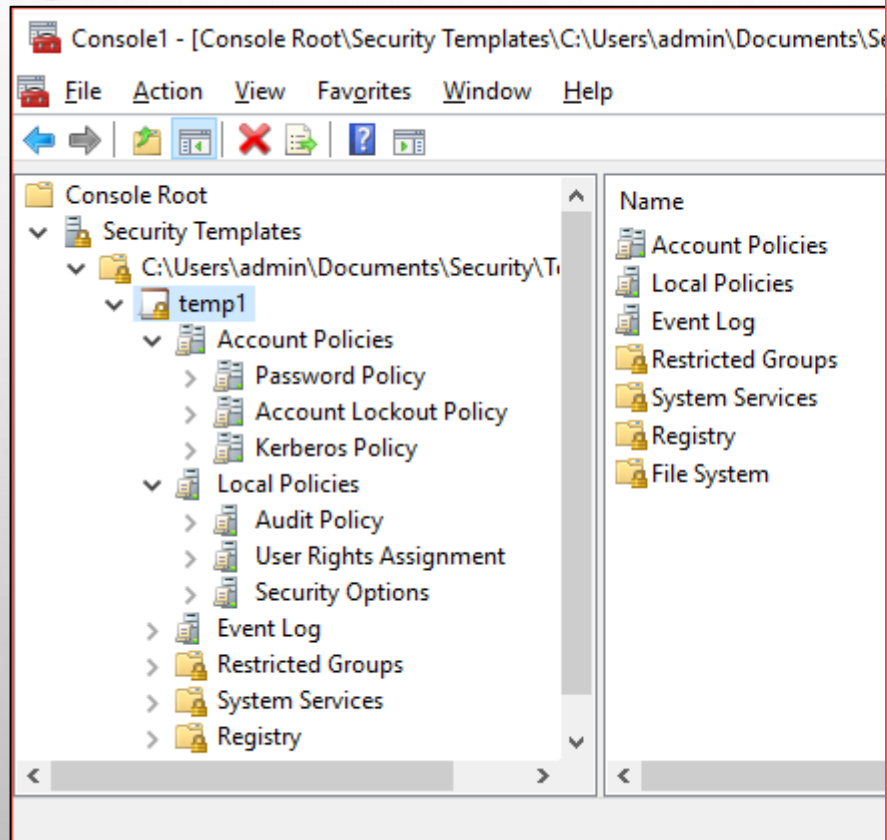 Console1 - [Console Root\Security Templates\C:\Users\admin\Documents\Se
File Action View Favorites Window Help
Console Root
Security Templates
C:\Users\admin\Documents\Security\Te
temp1
Account Policies
Password Policy
Account Lockout Policy
Kerberos Policy
Local Policies
Audit Policy
User Rights Assignment
Security Options
Event Log
Restricted Groups
System Services
Registry
Name
Account Policies
Local Policies
Event Log
Restricted Groups
System Services
Registry
File System